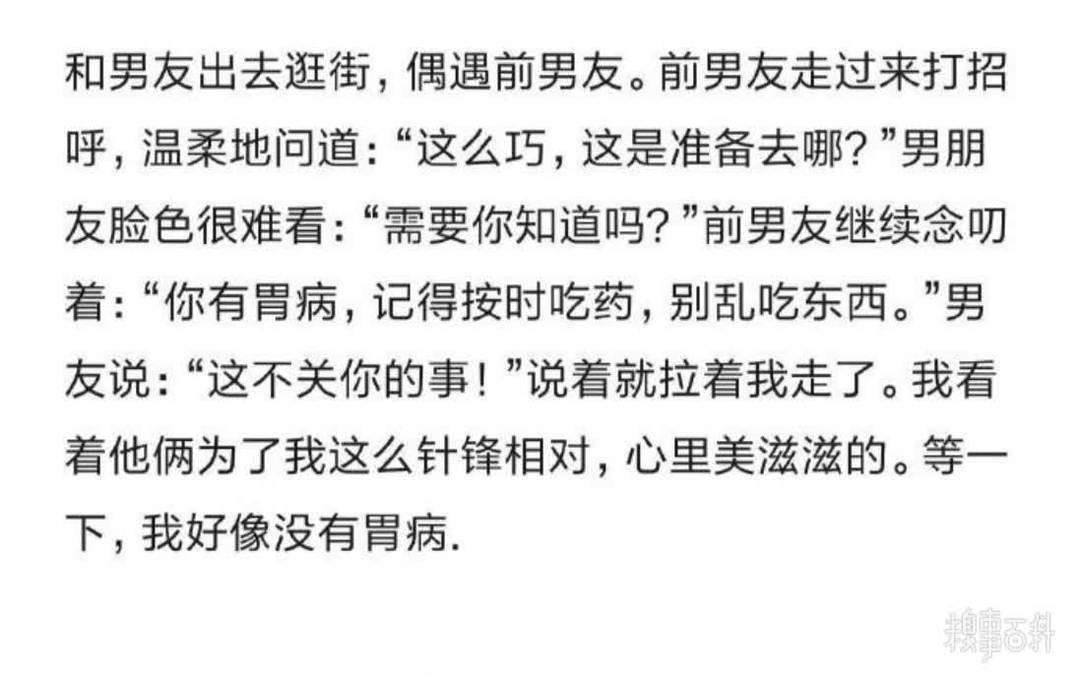 和男友出去逛街，偶遇前男友。前男友走过来打招
呼，温柔地问道：“这么巧，这是准备去哪？”男朋
友脸色很难看：“需要你知道吗？”前男友继续念叨
着：“你有胃病，记得按时吃药，别乱吃东西。”男
友说：“这不关你的事！”说着就拉着我走了。我看
着他俩为了我这么针锋相对，心里美滋滋的。等一
下，我好像没有胃病.
糗事百科